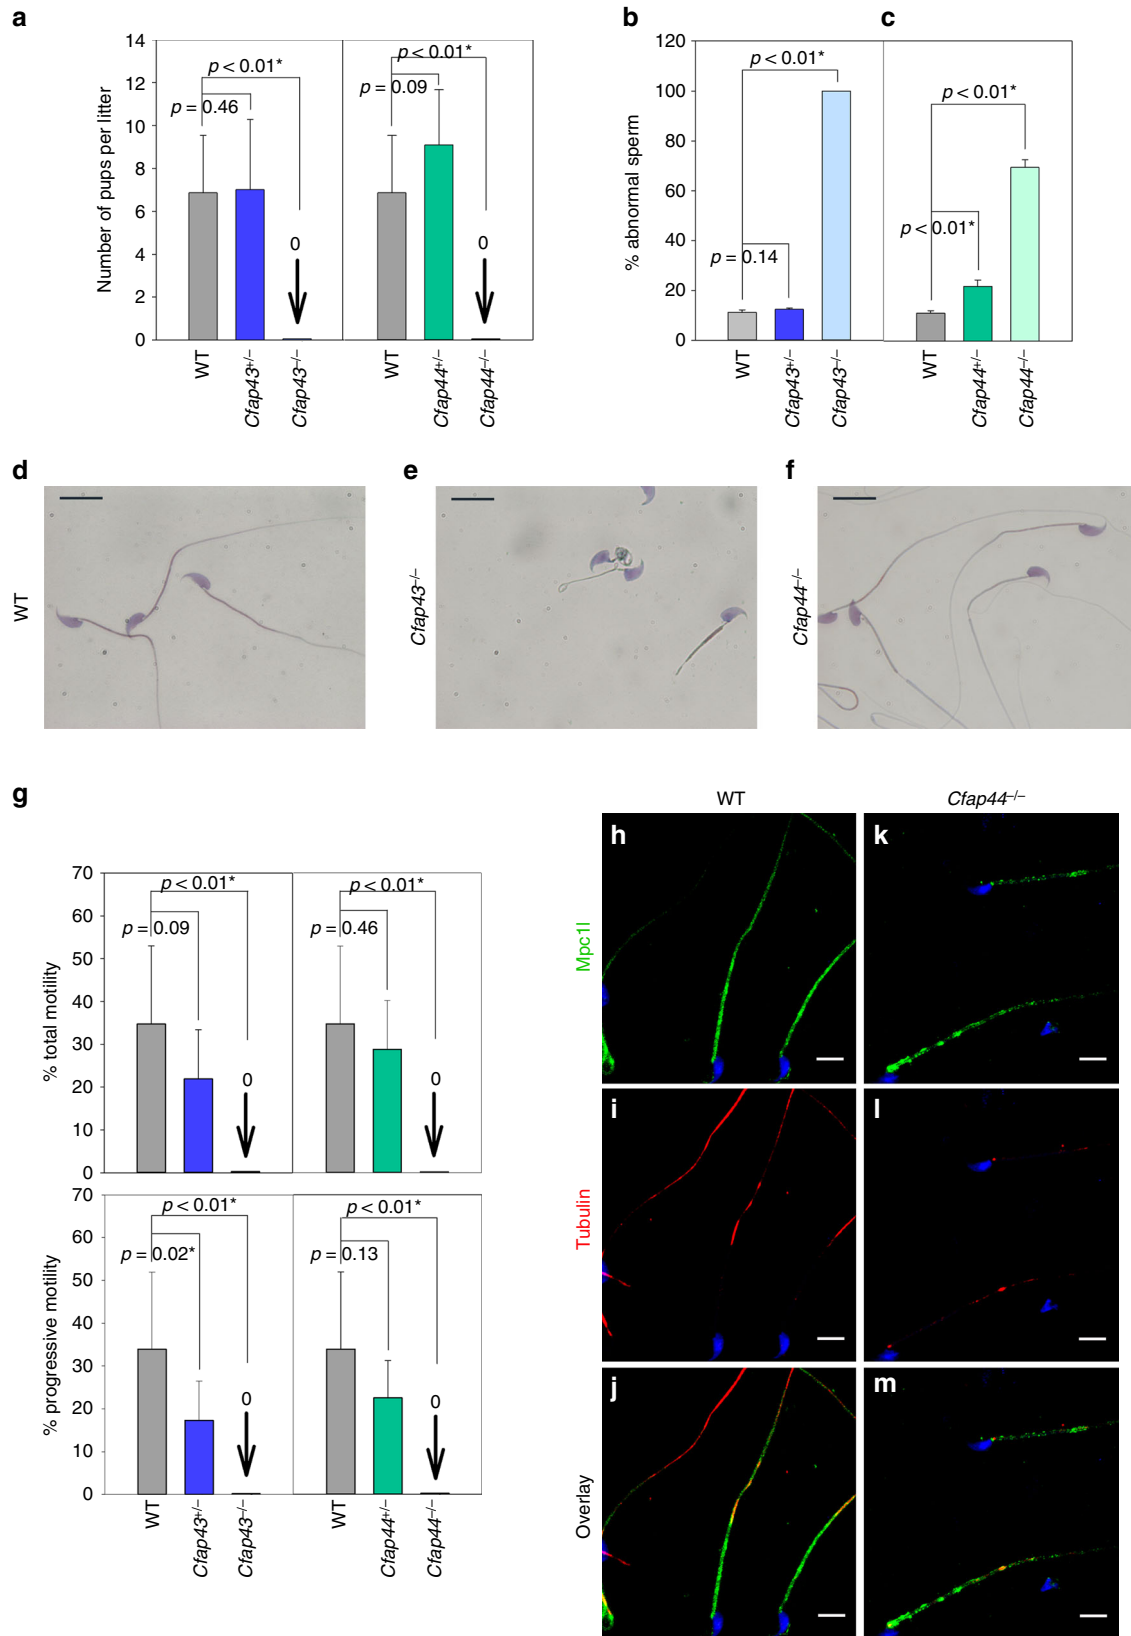 a
14
12
10
8
6
4
2
0
Number of pups per litter
p < 0.01*
p = 0.46
0
p < 0.01*
p = 0.09
0
WT
Cfap43+/–
Cfap43–/–
WT
Cfap44+/–
Cfap44–/–
b
c
120
100
80
60
40
20
0
% abnormal sperm
p < 0.01*
p = 0.14
p < 0.01*
p < 0.01*
WT
Cfap43+/–
Cfap43–/–
WT
Cfap44+/–
Cfap44–/–
d
e
f
WT
Cfap43–/–
Cfap44–/–
g
70
60
50
40
30
20
10
0
% total motility
p < 0.01*
p = 0.09
0
p < 0.01*
p = 0.46
0
70
60
50
40
30
20
10
0
% progressive motility
p < 0.01*
p = 0.02*
0
p < 0.01*
p = 0.13
0
WT
Cfap43+/–
Cfap43–/–
WT
Cfap44+/–
Cfap44–/–
WT
Cfap44–/–
h
k
Mpc1l
i
l
Tubulin
j
m
Overlay